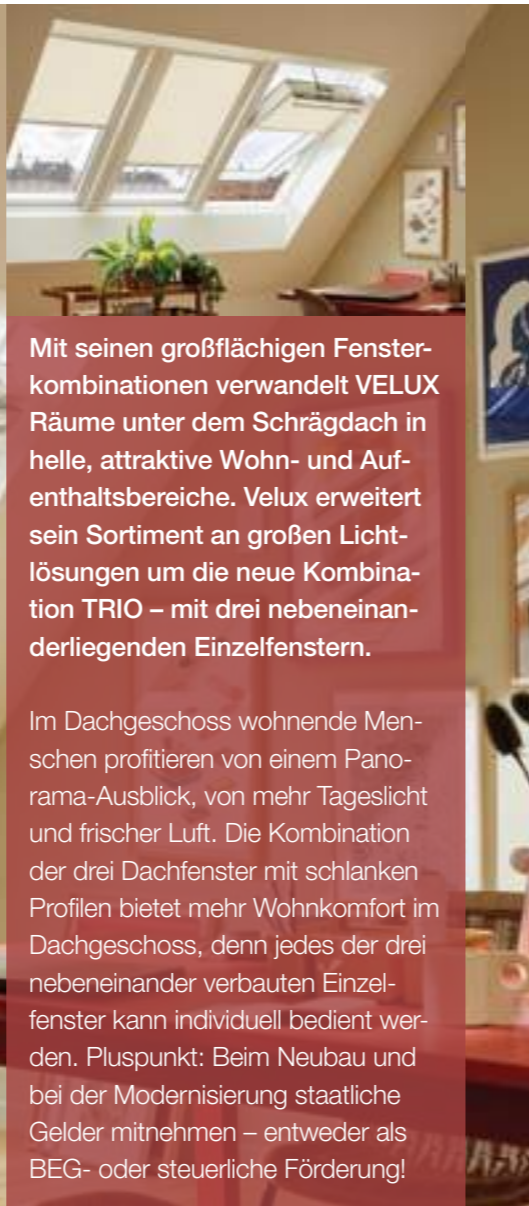 Mit seinen großflächigen Fenster-
kombinationen verwandelt VELUX
Räume unter dem Schrägdach in
helle, attraktive Wohn- und Auf-
enthaltsbereiche. Velux erweitert
sein Sortiment an großen Licht-
lösungen um die neue Kombina-
tion TRIO – mit drei nebeneinan-
derliegenden Einzelfenstern.
Im Dachgeschoss wohnende Men-
schen profitieren von einem Pano-
rama-Ausblick, von mehr Tageslicht
und frischer Luft. Die Kombination
der drei Dachfenster mit schlanken
Profilen bietet mehr Wohnkomfort im
Dachgeschoss, denn jedes der drei
nebeneinander verbauten Einzel-
fenster kann individuell bedient wer-
den. Pluspunkt: Beim Neubau und
bei der Modernisierung staatliche
Gelder mitnehmen – entweder als
BEG- oder steuerliche Förderung!